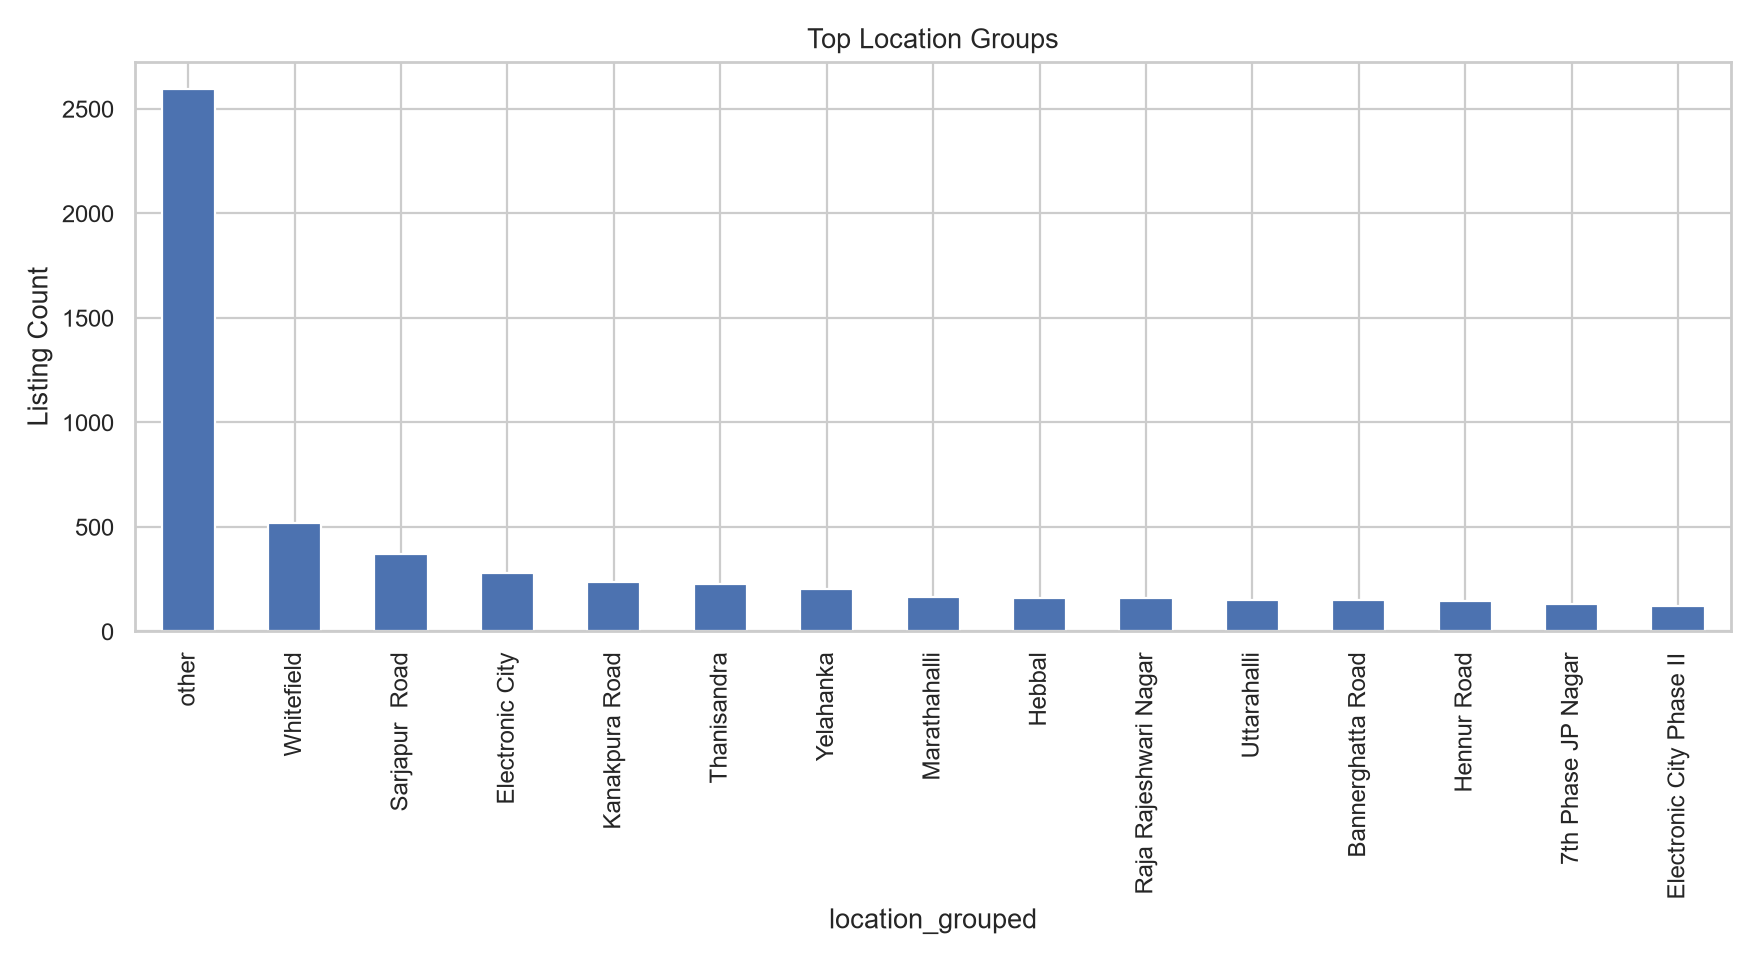 Top Location Groups
Listing Count
2500
2000
1500
1000
500
0
other
Whitefield
Sarjapur  Road
Electronic City
Kanakpura Road
Thanisandra
Yelahanka
Marathahalli
Hebbal
Raja Rajeshwari Nagar
Uttarahalli
Bannerghatta Road
Hennur Road
7th Phase JP Nagar
Electronic City Phase II
location_grouped